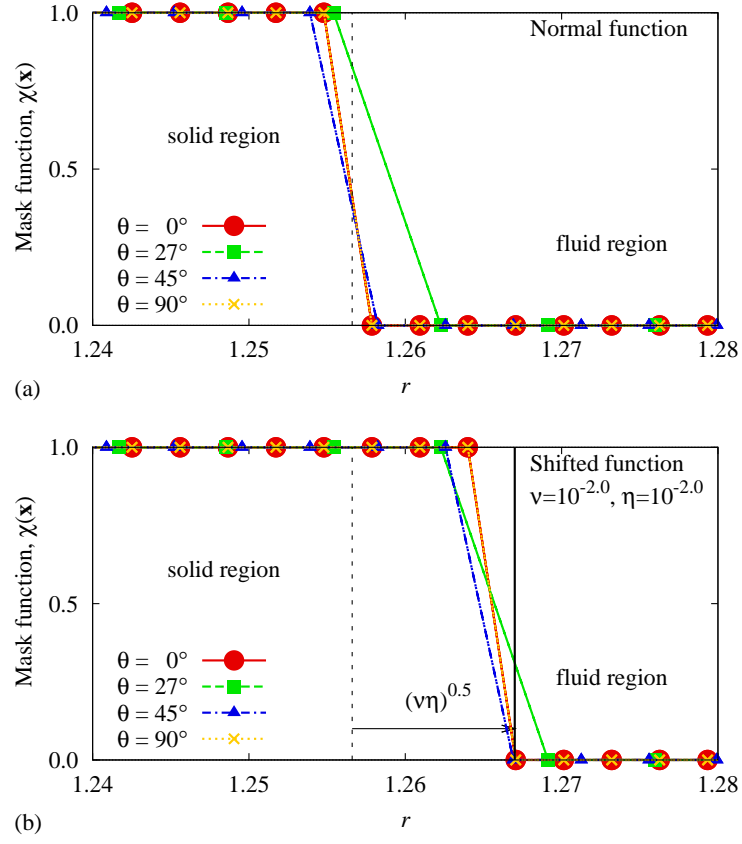 1.0
Normal function
Mask function, χ(x)
solid region
0.5
θ = 0°
θ = 27°
θ = 45°
θ = 90°
fluid region
0.0
1.24
1.25
1.26
1.27
1.28
(a)
r
1.0
Shifted function
ν=10^-2.0, η=10^-2.0
Mask function, χ(x)
solid region
0.5
θ = 0°
θ = 27°
θ = 45°
θ = 90°
(νη)^0.5
fluid region
0.0
1.24
1.25
1.26
1.27
1.28
(b)
r